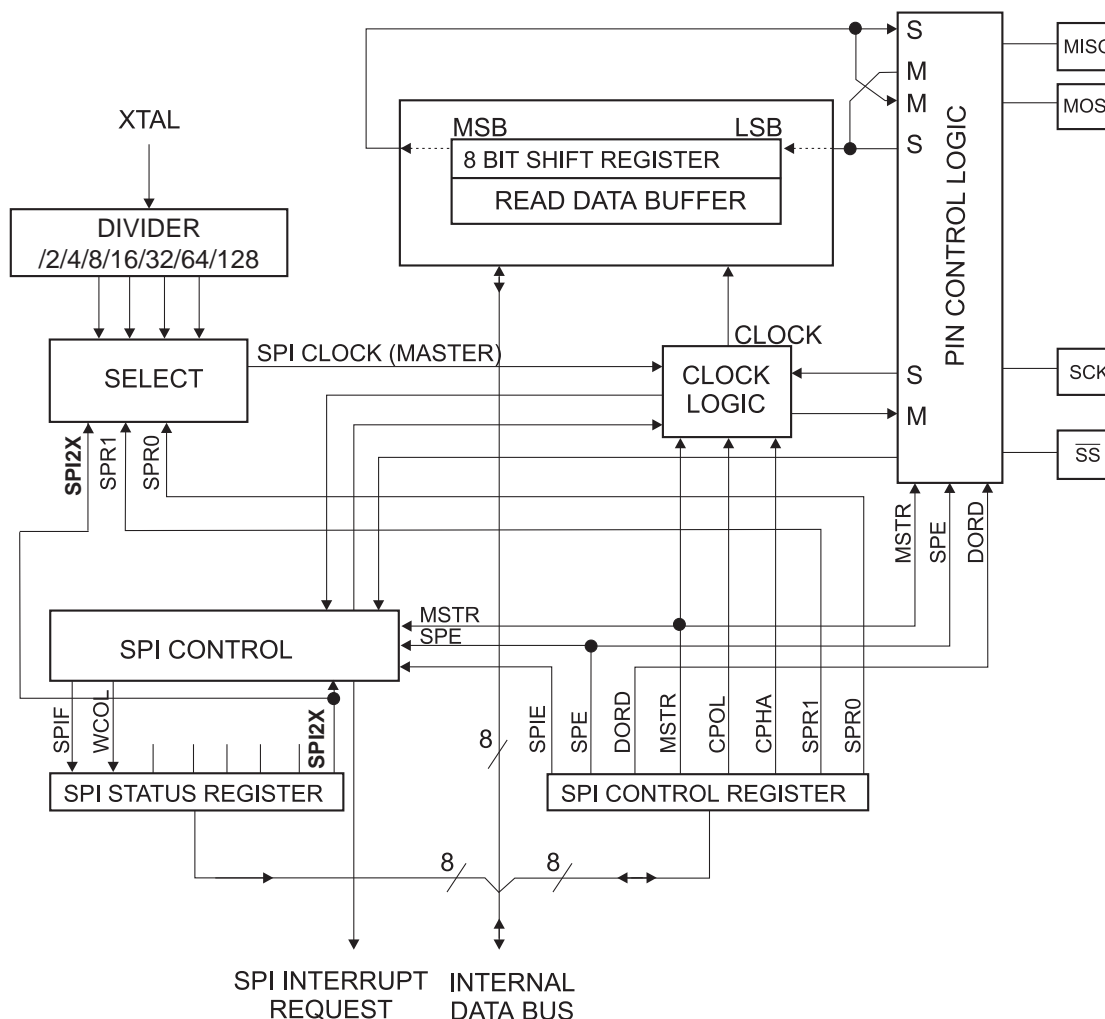 XTAL
DIVIDER
/2/4/8/16/32/64/128
SELECT
SPI2X
SPR1
SPR0
MSB
LSB
8 BIT SHIFT REGISTER
READ DATA BUFFER
SPI CLOCK (MASTER)
CLOCK
CLOCK
LOGIC
S
M
M
S
S
M
PIN CONTROL LOGIC
MISO
MOS
SCK
SS
MSTR
SPE
DORD
SPI CONTROL
MSTR
SPE
SPIF
WCOL
SPI2X
SPI STATUS REGISTER
8
SPIE
SPE
DORD
MSTR
CPOL
CPHA
SPR1
SPR0
SPI CONTROL REGISTER
8
8
SPI INTERRUPT
REQUEST
INTERNAL
DATA BUS